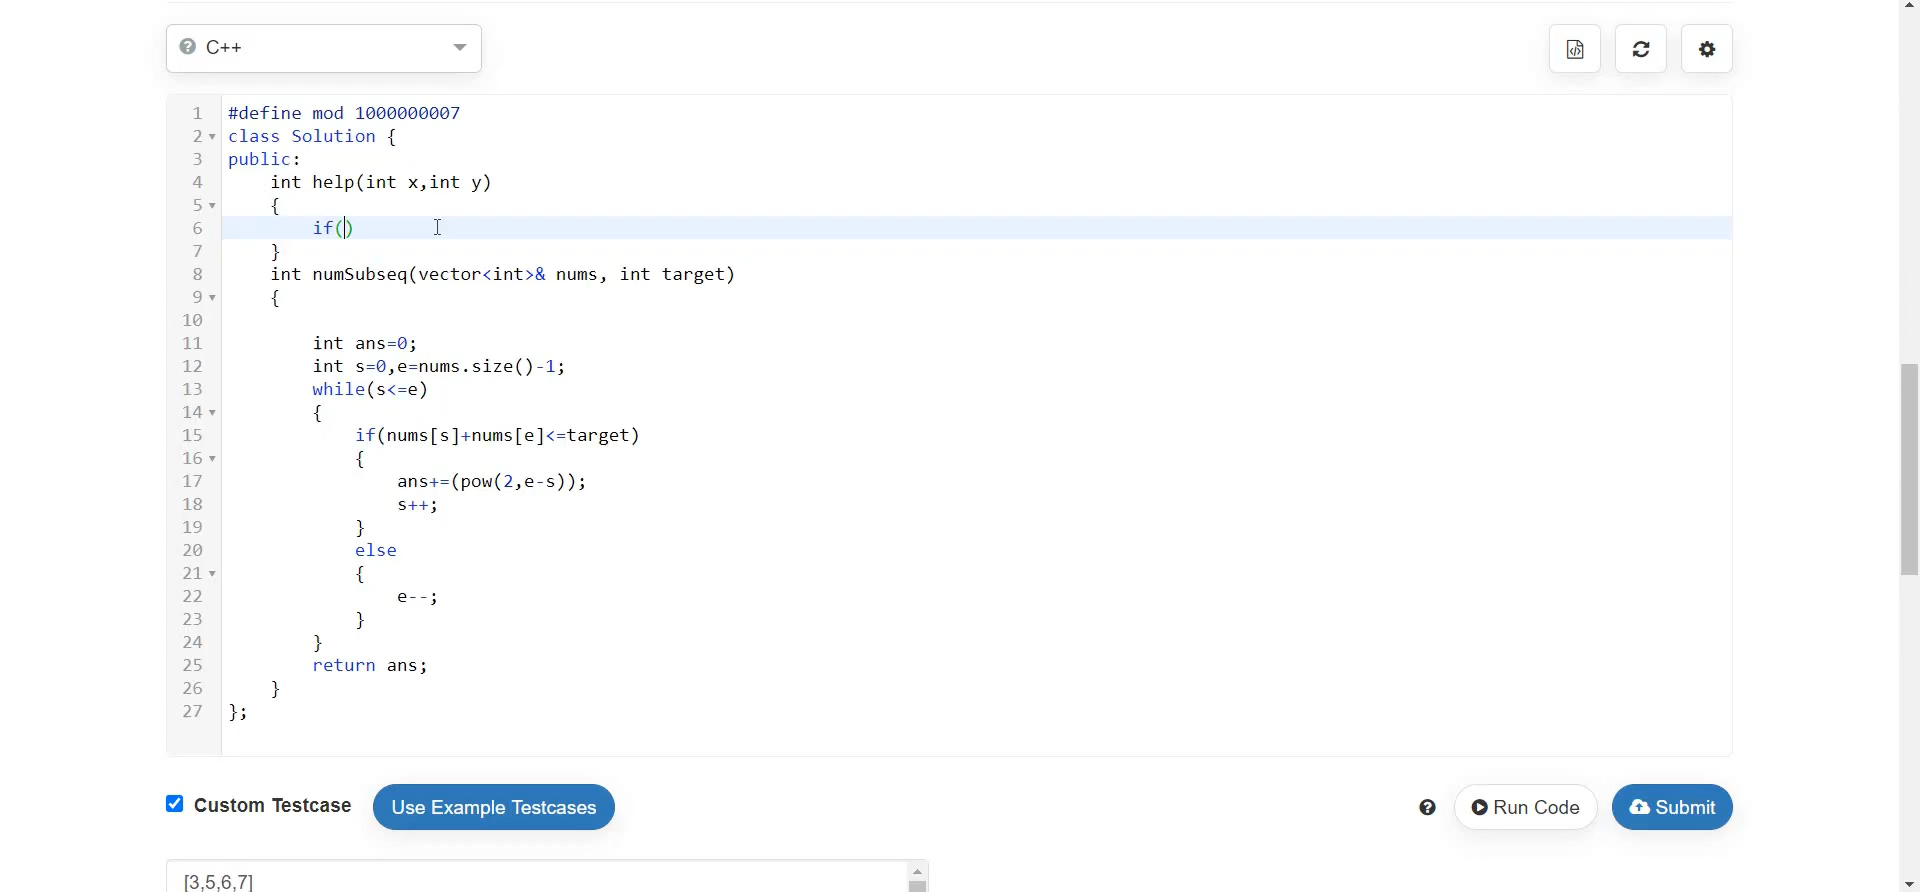 C++
1 #define mod 1000000007
2 class Solution {
3 public:
4 int help(int x,int y)
5 {
6 if()
7 }
8 int numSubseq(vector<int>& nums, int target)
9 {
10
11 int ans=0;
12 int s=0,e=nums.size()-1;
13 while(s<=e)
14 {
15 if(nums[s]+nums[e]<=target)
16 {
17 ans+=(pow(2,e-s));
18 s++;
19 }
20 else
21 {
22 e--;
23 }
24 }
25 return ans;
26 }
27 };
Custom Testcase Use Example Testcases Run Code Submit
[3,5,6,7]